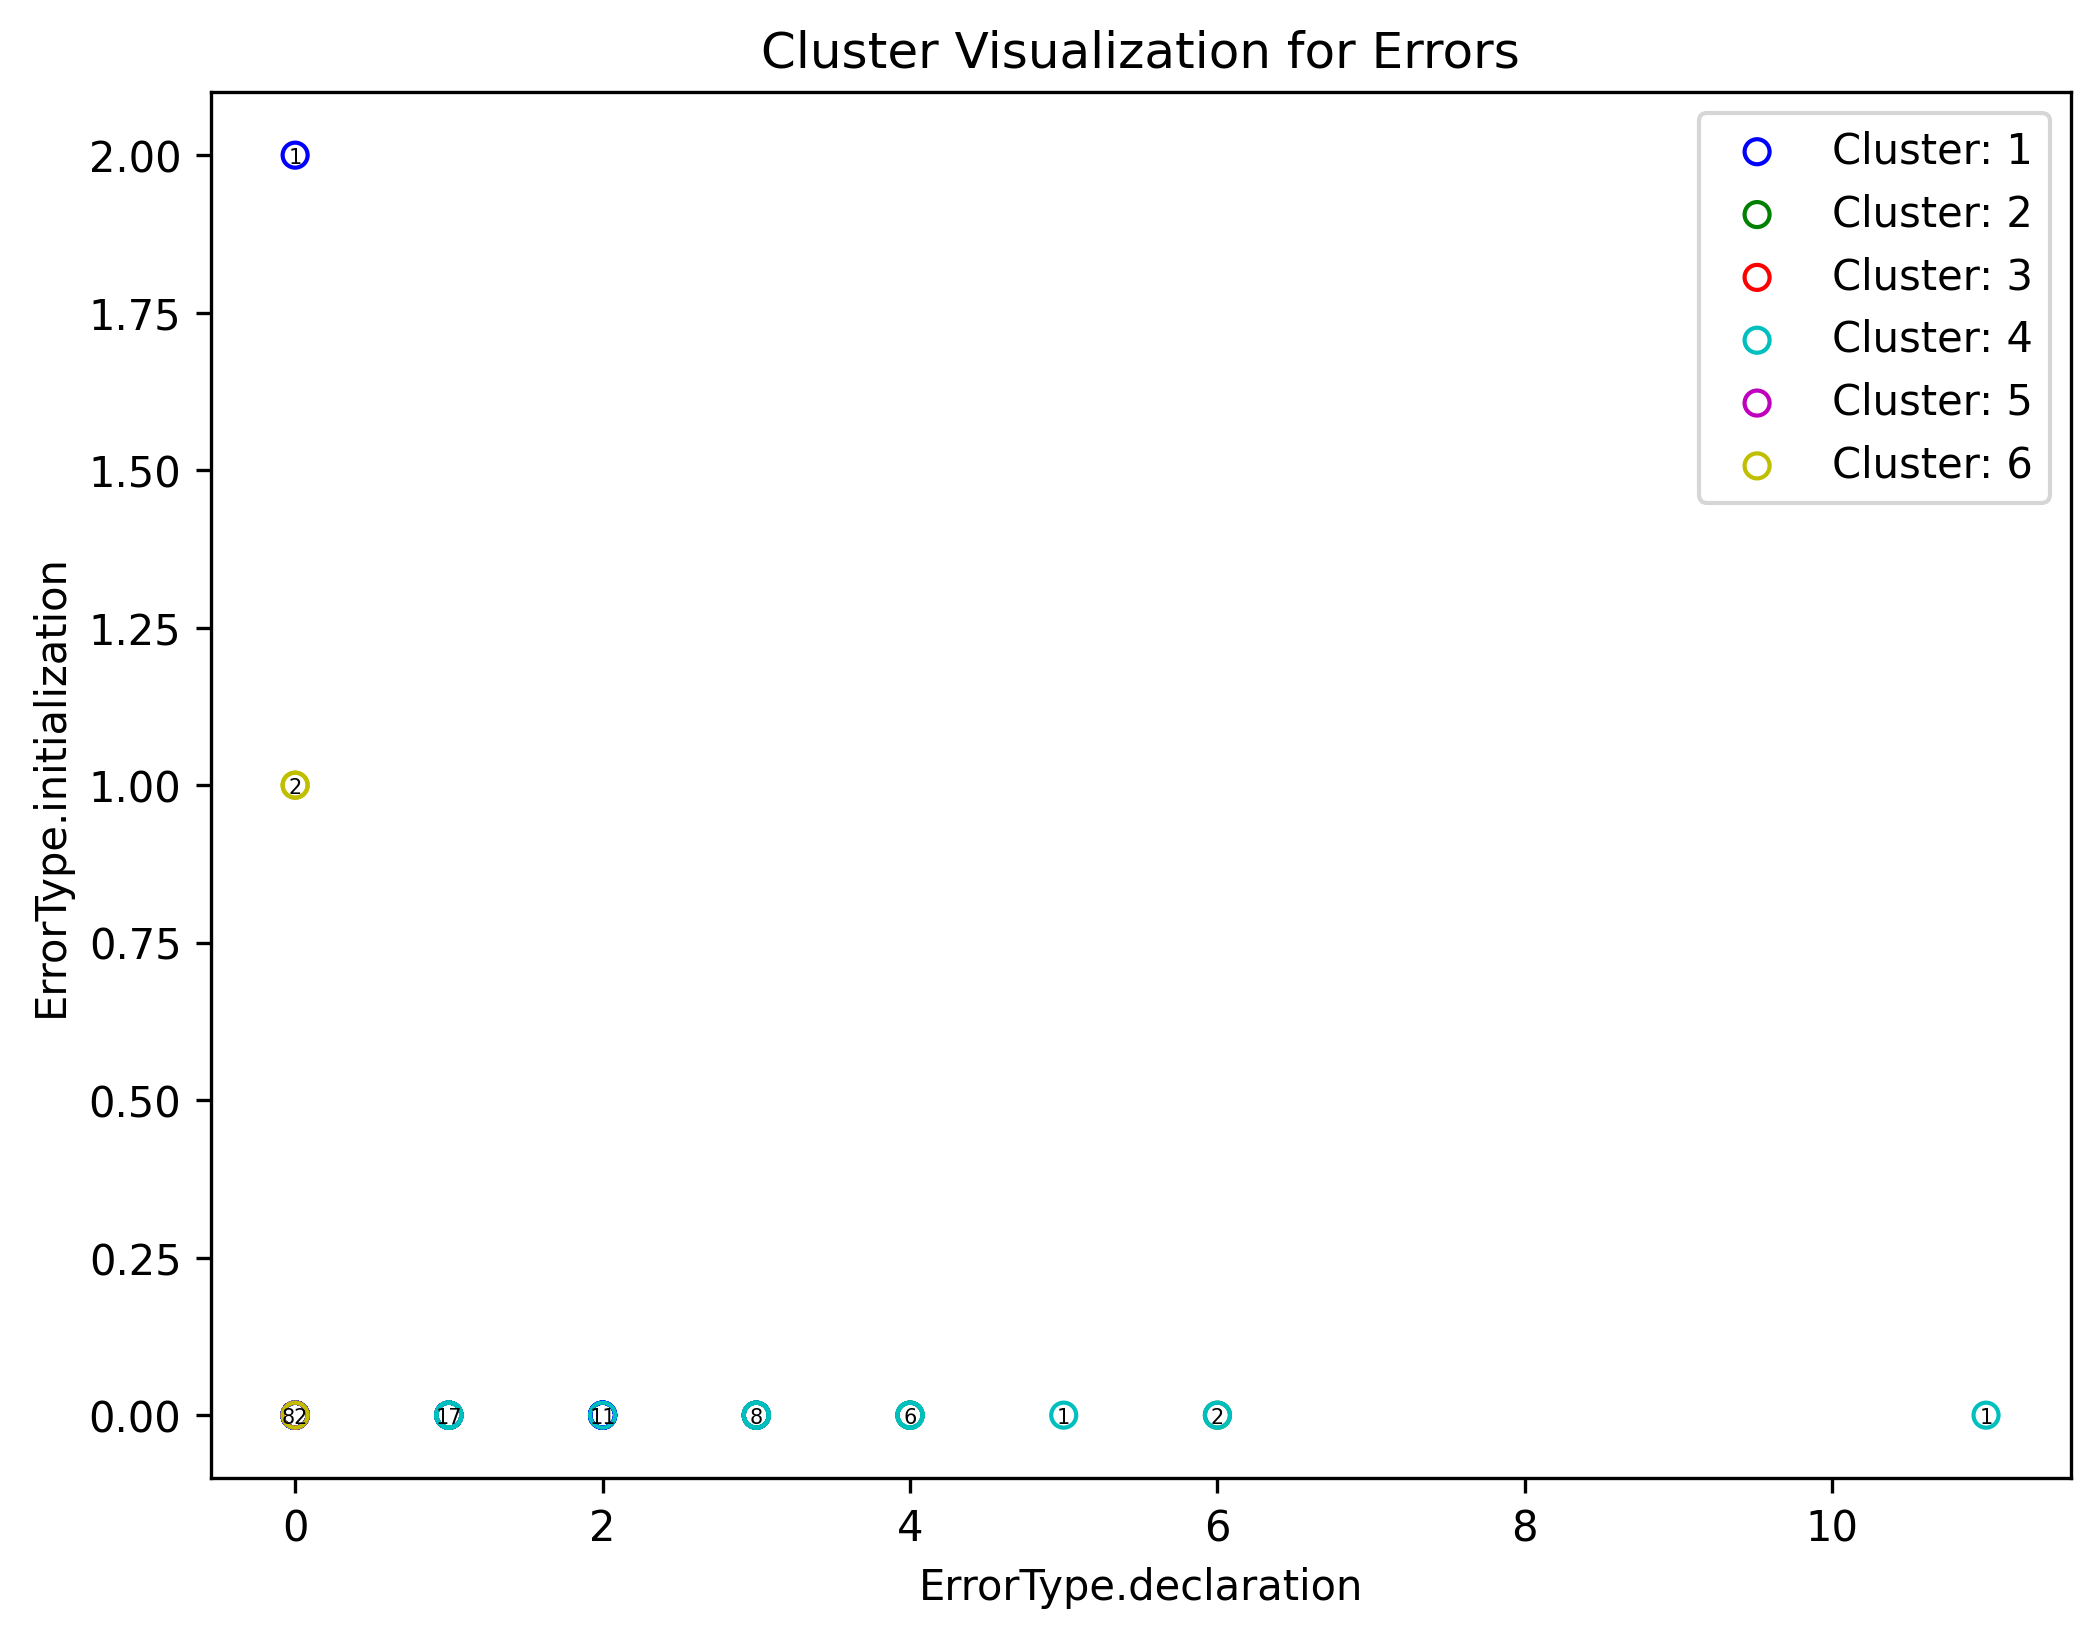 Cluster Visualization for Errors
2.00
1.75
1.50
1.25
1.00
0.75
0.50
0.25
0.00
ErrorType.initialization
1
2
82
17
11
8
6
1
2
1
Cluster: 1
Cluster: 2
Cluster: 3
Cluster: 4
Cluster: 5
Cluster: 6
0 2 4 6 8 10
ErrorType.declaration